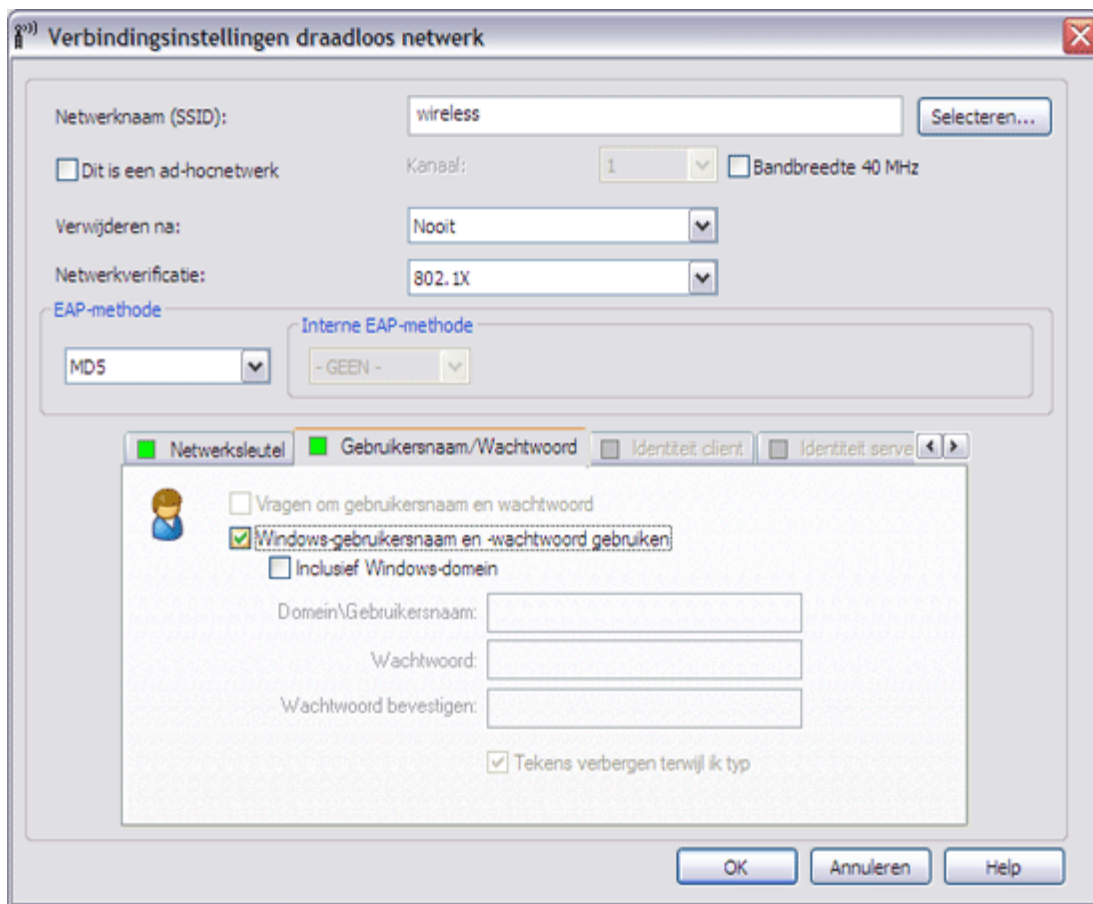 Verbindingsinstellingen draadloos netwerk
Netwerknaam (SSID): wireless Selecteren...
Dit is een ad-hocnetwerk Kanaal: 1 Bandbreedte 40 MHz
Verwijderen na: Nooit
Netwerkverificatie: 802.1X
EAP-methode
Interne EAP-methode
MD5 - GEEN -
Netwerksleutel Gebruikersnaam/Wachtwoord Identiteit client Identiteit serve
Vragen om gebruikersnaam en wachtwoord
Windows-gebruikersnaam en -wachtwoord gebruiken
Inclusief Windows-domein
Domein\Gebruikersnaam:
Wachtwoord:
Wachtwoord bevestigen:
Tekens verbergen terwijl ik typ
OK Annuleren Help